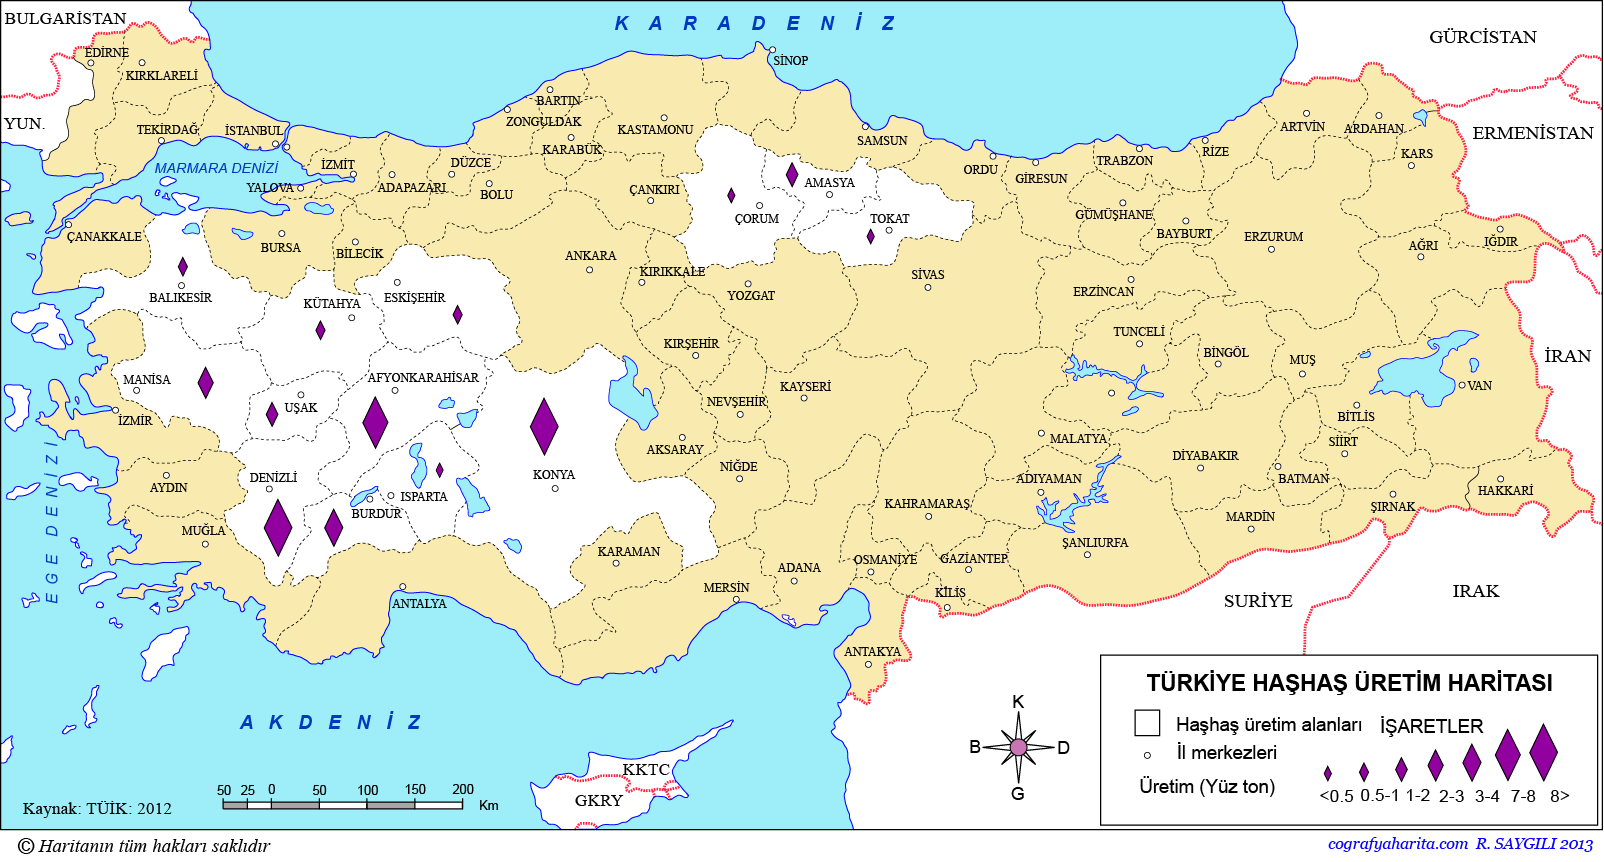 BULGARİSTAN
KARADENİZ
GÜRCİSTAN
EDİRNE
KIRKLARELİ
SİNOP
YUN.
TEKİRDAĞ
İSTANBUL
BARTIN
ZONGULDAK
KASTAMONU
KARABÜK
SAMSUN
ARTVİN
ARDAHAN
ERMENİSTAN
KARS
MARMARA DENİZİ
İZMİT
DÜZCE
ORDU
GİRESUN
TRABZON
RİZE
YALOVA
ADAPAZARI
BOLU
ÇANKIRI
AMASYA
ÇORUM
TOKAT
GÜMÜŞHANE
BAYBURT
ÇANAKKALE
BURSA
BİLECİK
ANKARA
KIRIKKALE
ERZURUM
AĞRI
IĞDIR
BALIKESİR
KÜTAHYA
ESKİŞEHİR
YOZGAT
SİVAS
ERZİNCAN
TUNCELİ
KIRŞEHİR
BİNGÖL
MUŞ
İRAN
MANİSA
UŞAK
AFYONKARAHİSAR
NEVŞEHİR
KAYSERİ
VAN
İZMİR
BİTLİS
AKSARAY
MALATYA
SİİRT
DİYABAKIR
NİĞDE
EGE DENİZİ
AYDIN
DENİZLİ
ISPARTA
BURDUR
KONYA
ADIYAMAN
BATMAN
HAKKARİ
KAHRAMARAŞ
MARDİN
ŞIRNAK
MUĞLA
KARAMAN
ŞANLIURFA
OSMANİYE
GAZİANTEP
ADANA
MERSİN
KİLİS
ANTALYA
SURİYE
IRAK
ANTAKYA
AKDENİZ
KKTC
GKRY
K
B
D
G
TÜRKİYE HAŞHAŞ ÜRETİM HARİTASI
Haşhaş üretim alanları
İŞARETLER
İl merkezleri
Üretim (Yüz ton)
<0.5 0.5-1 1-2 2-3 3-4 7-8 8>
50 25 0 50 100 150 200 Km
Kaynak: TÜİK: 2012
© Haritanın tüm hakları saklıdır
cografyaharita.com R. SAYGILI 2013